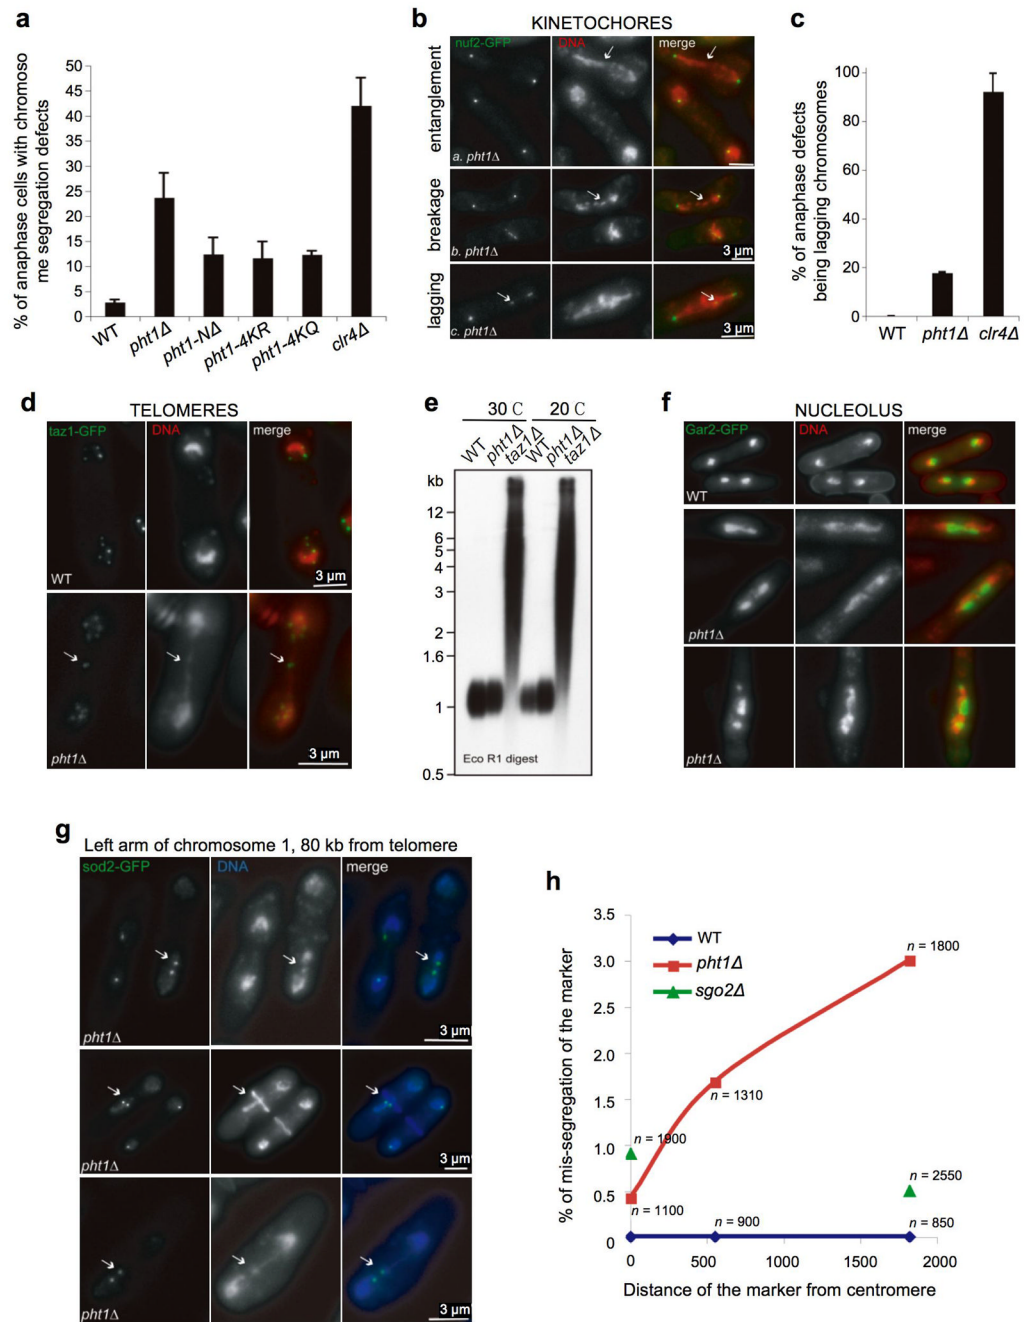 a
% of anaphase cells with chromoso
me segregation defects
50
45
40
35
30
25
20
15
10
5
0
WT
pht1Δ
pht1-NΔ
pht1-4KR
pht1-4KQ
clr4Δ
b
KINETOCHORES
nuf2-GFP
DNA
merge
entanglement
a. pht1Δ
breakage
b. pht1Δ
3 µm
lagging
c. pht1Δ
3 µm
c
% of anaphase defects
being lagging chromosomes
100
80
60
40
20
0
WT
pht1Δ
clr4Δ
d
TELOMERES
taz1-GFP
DNA
merge
WT
3 µm
pht1Δ
3 µm
e
30 C
20 C
WT
pht1Δ
taz1Δ
WT
pht1Δ
taz1Δ
kb
12
6
5
4
3
2
1.6
1
0.5
Eco R1 digest
f
NUCLEOLUS
Gar2-GFP
DNA
merge
WT
pht1Δ
pht1Δ
g
Left arm of chromosome 1, 80 kb from telomere
sod2-GFP
DNA
merge
pht1Δ
3 µm
pht1Δ
3 µm
pht1Δ
3 µm
h
% of mis-segregation of the marker
3.5
3.0
2.5
2.0
1.5
1.0
0.5
0
WT
pht1Δ
sgo2Δ
n = 1800
n = 1310
n = 1900
n = 2550
n = 1100
n = 900
n = 850
0
500
1000
1500
2000
Distance of the marker from centromere